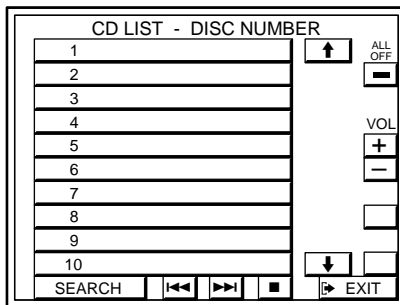 CD LIST - DISC NUMBER
1
ALL
OFF
2
3
4
VOL
5
+
6
−
7
8
9
10
SEARCH
EXIT